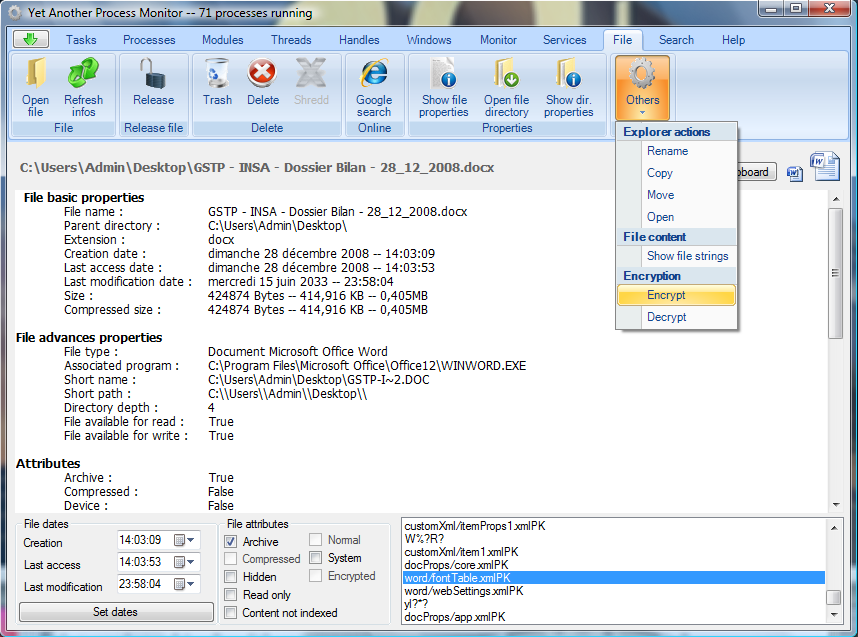 Yet Another Process Monitor -- 71 processes running
Tasks Processes Modules Threads Handles Windows Monitor Services File Search Help
Open file
Refresh infos
Release
Trash
Delete
Shredd
Google search
Show file properties
Open file directory
Show dir. properties
Others
File
Release file
Delete
Online
Properties
Explorer actions
Rename
Copy
Move
Open
File content
Show file strings
Encryption
Encrypt
Decrypt
C:\Users\Admin\Desktop\GSTP - INSA - Dossier Bilan - 28_12_2008.docx
pboard
File basic properties
File name : GSTP - INSA - Dossier Bilan - 28_12_2008.docx
Parent directory : C:\Users\Admin\Desktop\
Extension : docx
Creation date : dimanche 28 décembre 2008 -- 14:03:09
Last access date : dimanche 28 décembre 2008 -- 14:03:53
Last modification date : mercredi 15 juin 2033 -- 23:58:04
Size : 424874 Bytes -- 414,916 KB -- 0,405MB
Compressed size : 424874 Bytes -- 414,916 KB -- 0,405MB
File advances properties
File type : Document Microsoft Office Word
Associated program : C:\Program Files\Microsoft Office\Office12\WINWORD.EXE
Short name : C:\Users\Admin\Desktop\GSTP-I~2.DOC
Short path : C:\\Users\\Admin\\Desktop\\
Directory depth : 4
File available for read : True
File available for write : True
Attributes
Archive : True
Compressed : False
Device : False
File dates
Creation 14:03:09
Last access 14:03:53
Last modification 23:58:04
Set dates
File attributes
Archive Normal
Compressed System
Hidden Encrypted
Read only
Content not indexed
customXml/itemProps1.xmlPK
W%?R?
customXml/item1.xmlPK
docProps/core.xmlPK
word/fontTable.xmlPK
word/webSettings.xmlPK
yl?*?
docProps/app.xmlPK